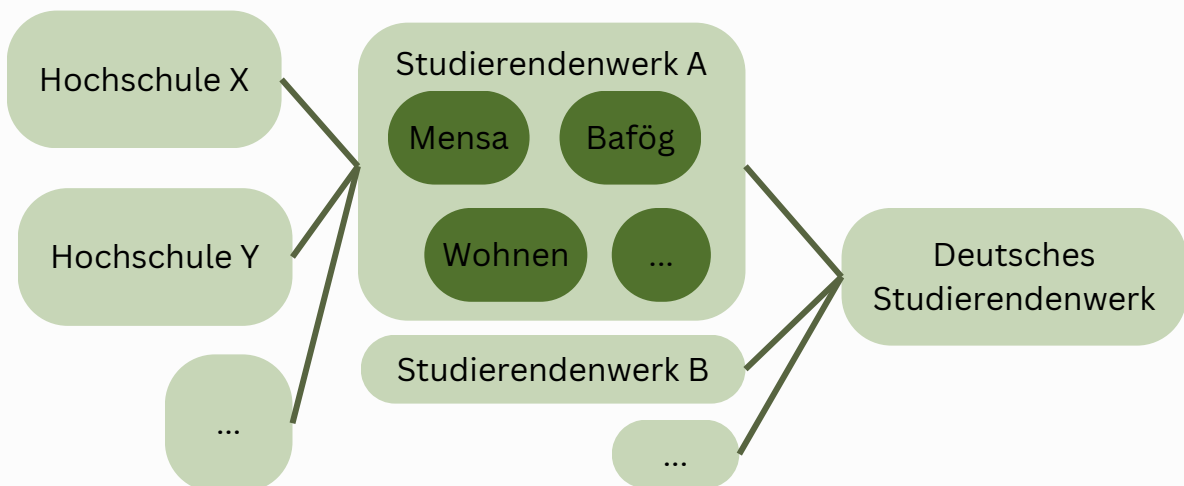 Hochschule X
Hochschule Y
...
Studierendenwerk A
Mensa
Bafög
Wohnen
...
Studierendenwerk B
...
Deutsches
Studierendenwerk